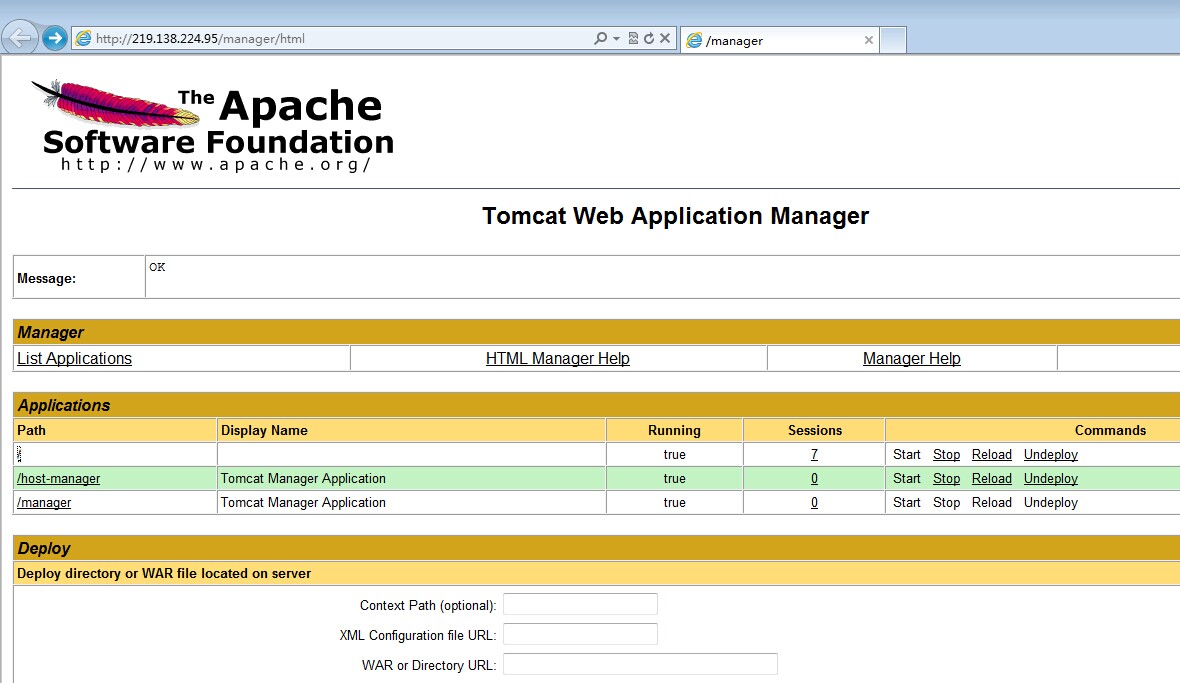 http://219.138.224.95/manager/html
/manager
The Apache
Software Foundation
http://www.apache.org/
Tomcat Web Application Manager
Message: OK
Manager
List Applications HTML Manager Help Manager Help
Applications
Path Display Name Running Sessions Commands
/ true 7 Start Stop Reload Undeploy
/host-manager Tomcat Manager Application true 0 Start Stop Reload Undeploy
/manager Tomcat Manager Application true 0 Start Stop Reload Undeploy
Deploy
Deploy directory or WAR file located on server
Context Path (optional):
XML Configuration file URL:
WAR or Directory URL: